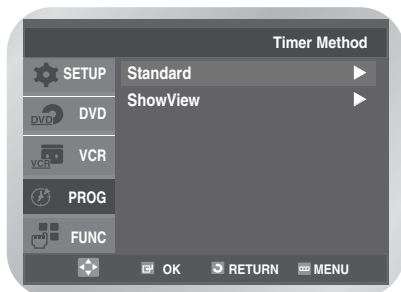 Timer Method
SETUP
Standard
ShowView
DVD
DVD
VCR
VCR
PROG
FUNC
OK RETURN MENU